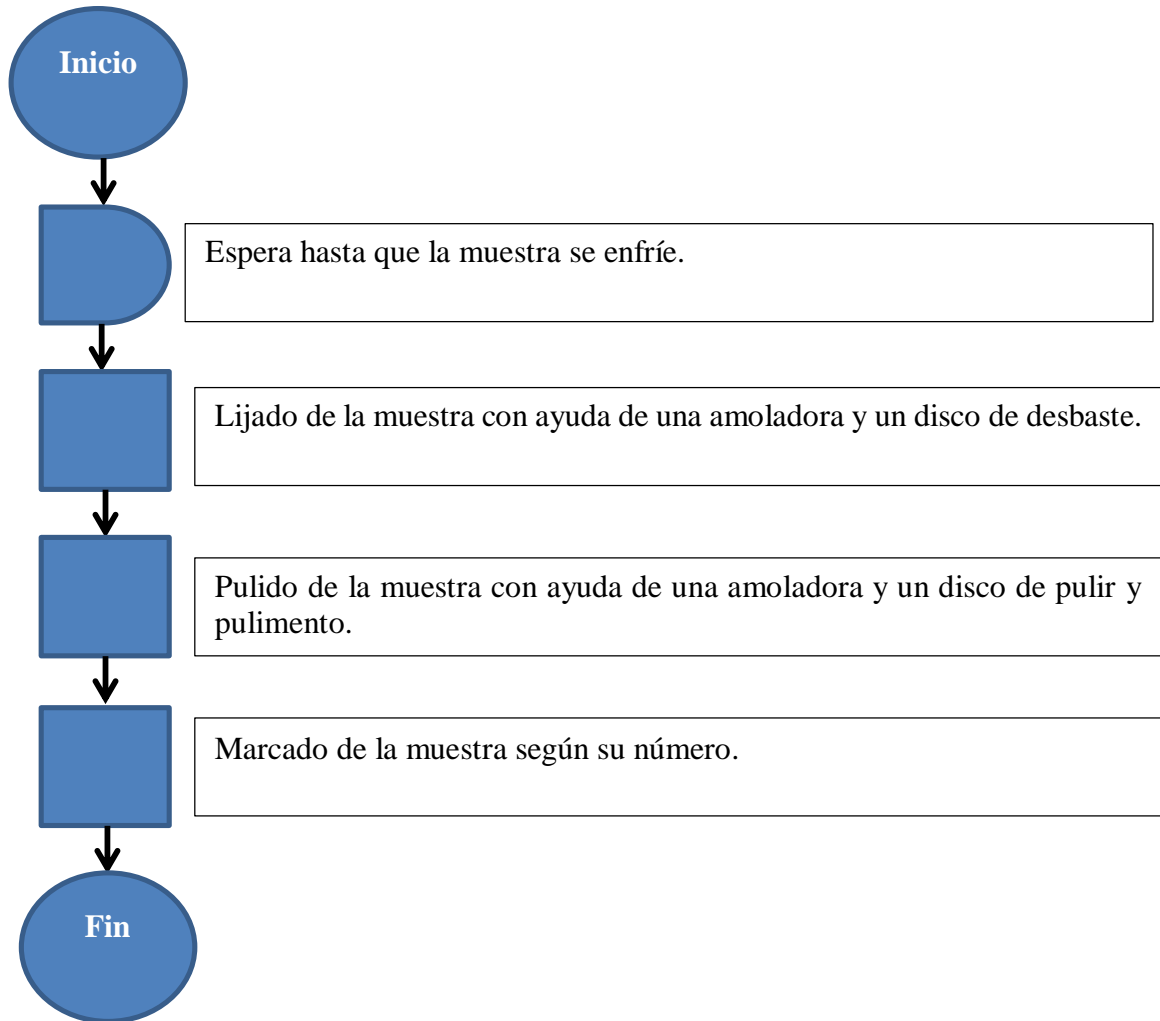 Inicio
Espera hasta que la muestra se enfríe.
Lijado de la muestra con ayuda de una amoladora y un disco de desbaste.
Pulido de la muestra con ayuda de una amoladora y un disco de pulir y
pulimento.
Marcado de la muestra según su número.
Fin